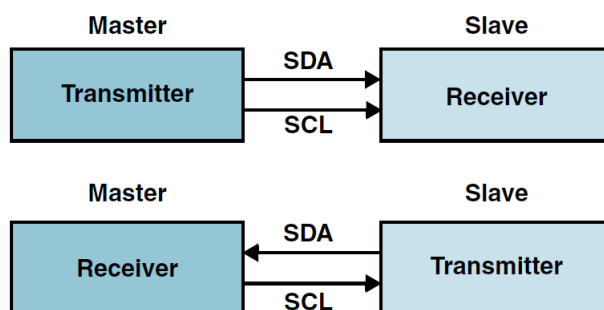 Master Slave
SDA
Transmitter Receiver
SCL
Master Slave
SDA
Receiver Transmitter
SCL